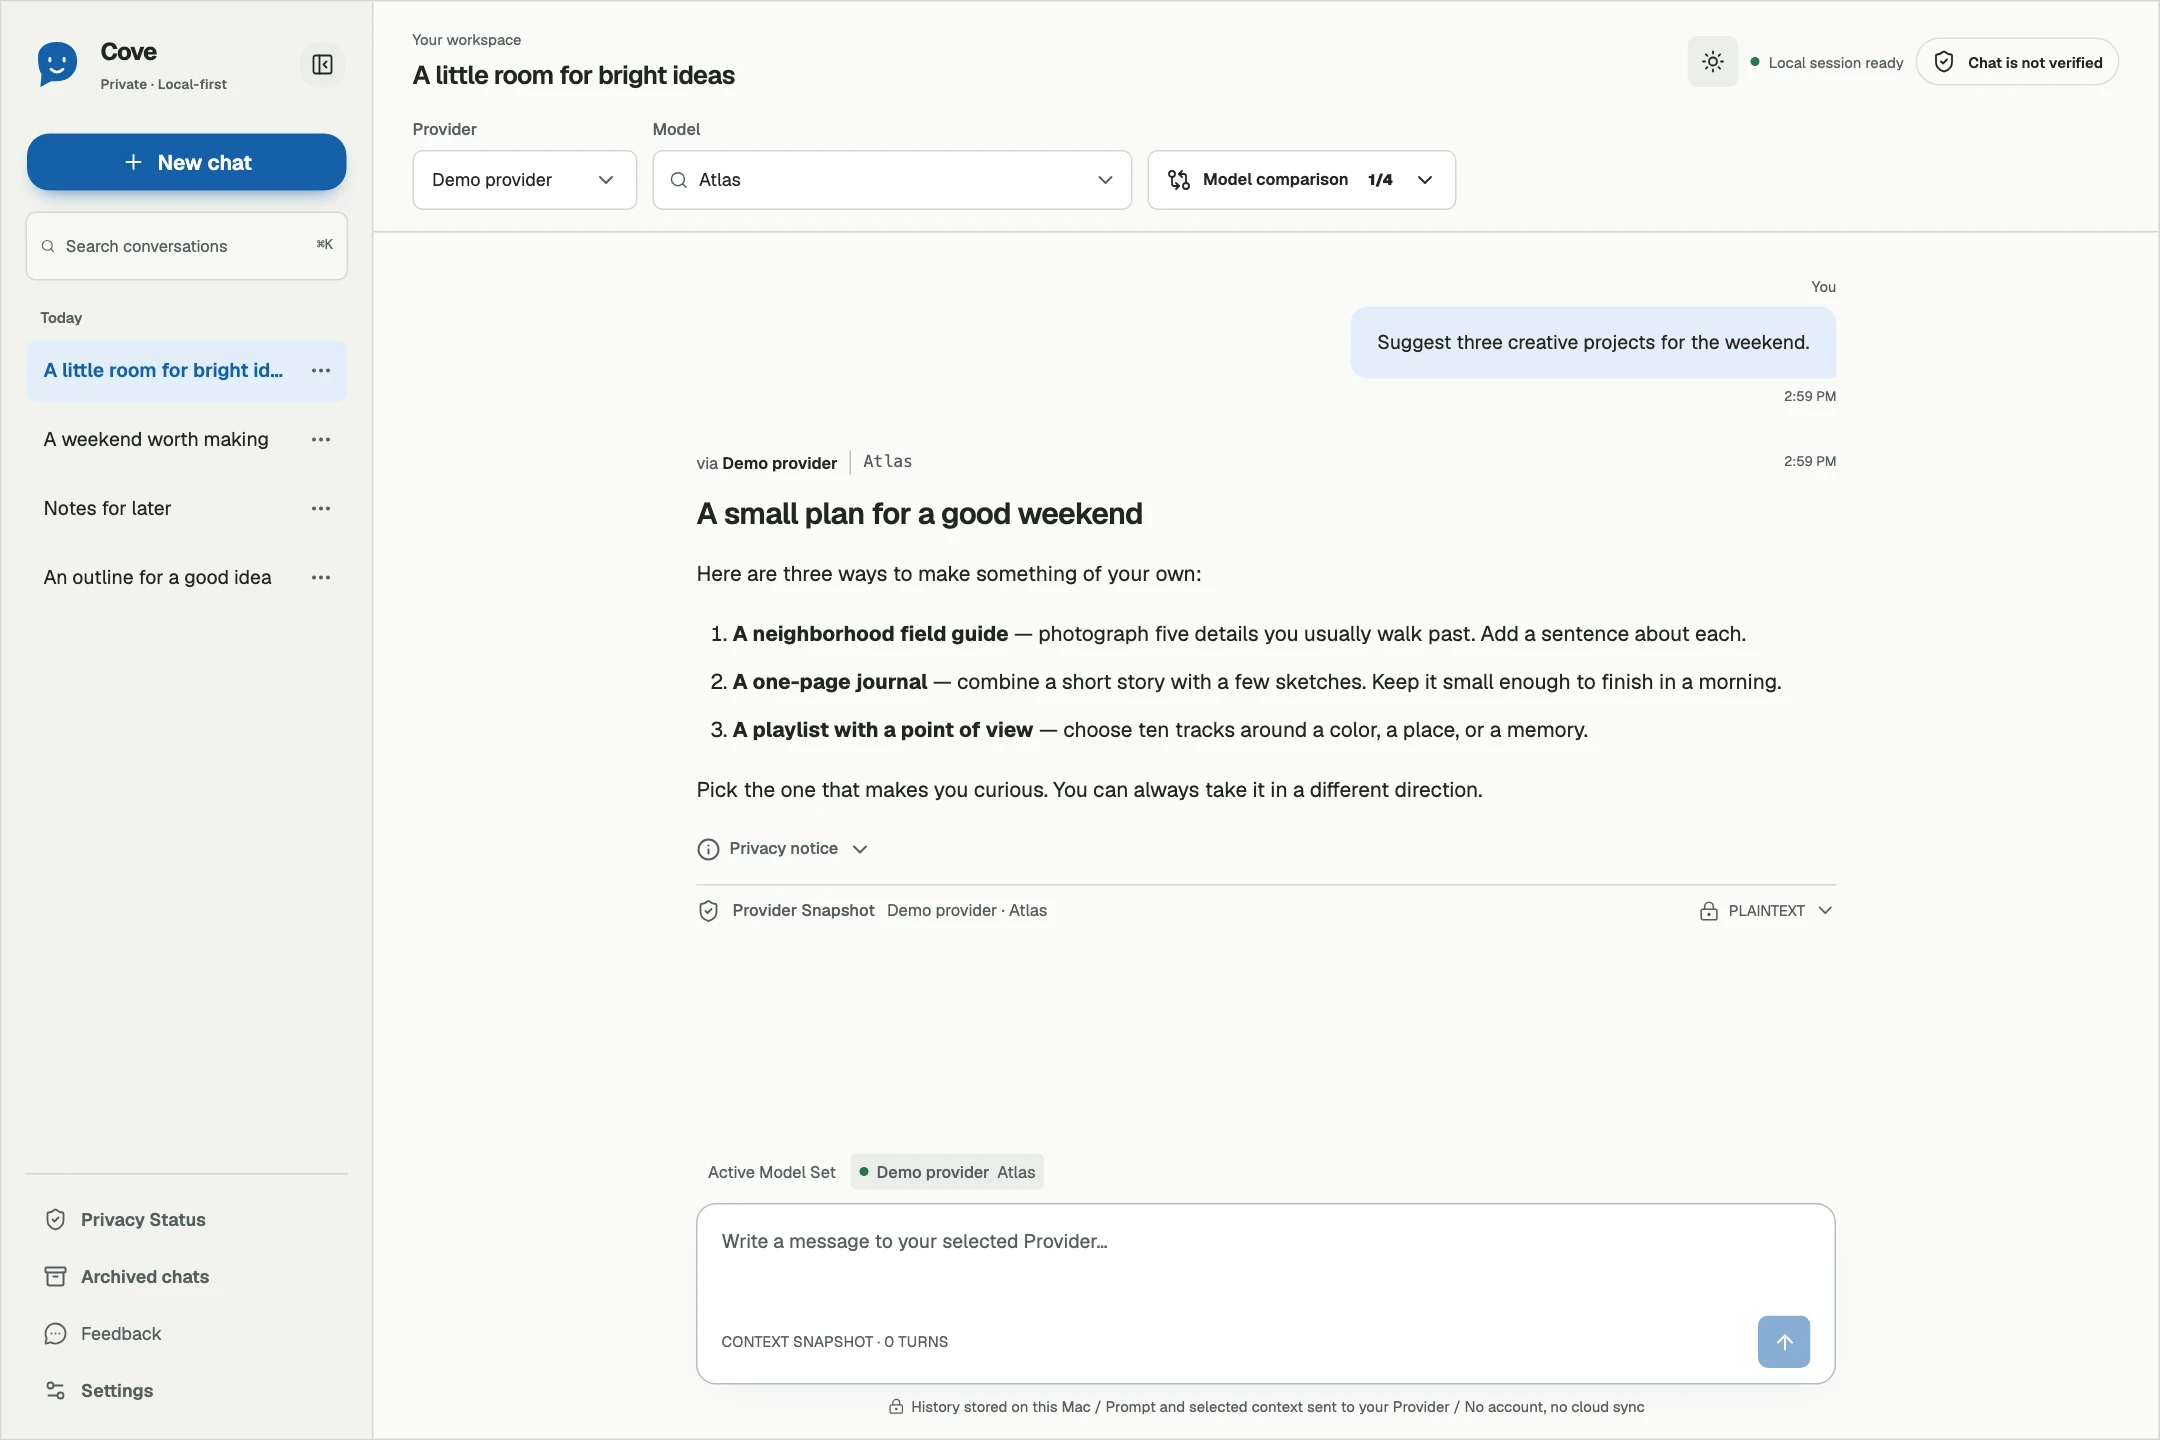 Cove
Private · Local-first
New chat
Search conversations ⌘K
Today
A little room for bright id...
A weekend worth making
Notes for later
An outline for a good idea
Privacy Status
Archived chats
Feedback
Settings
Your workspace
A little room for bright ideas
Local session ready
Chat is not verified
Provider
Demo provider
Model
Atlas
Model comparison 1/4
You
Suggest three creative projects for the weekend.
2:59 PM
via Demo provider Atlas 2:59 PM
A small plan for a good weekend
Here are three ways to make something of your own:
1. A neighborhood field guide — photograph five details you usually walk past. Add a sentence about each.
2. A one-page journal — combine a short story with a few sketches. Keep it small enough to finish in a morning.
3. A playlist with a point of view — choose ten tracks around a color, a place, or a memory.
Pick the one that makes you curious. You can always take it in a different direction.
Privacy notice
Provider Snapshot Demo provider · Atlas PLAINTEXT
Active Model Set Demo provider Atlas
Write a message to your selected Provider...
CONTEXT SNAPSHOT · 0 TURNS
History stored on this Mac / Prompt and selected context sent to your Provider / No account, no cloud sync